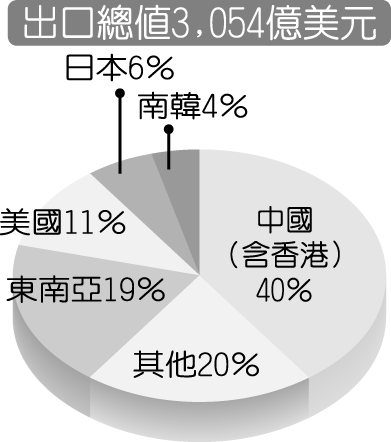 出口總值3,054億美元
日本6%
南韓4%
美國11%
中國
（含香港）
40%
東南亞19%
其他20%